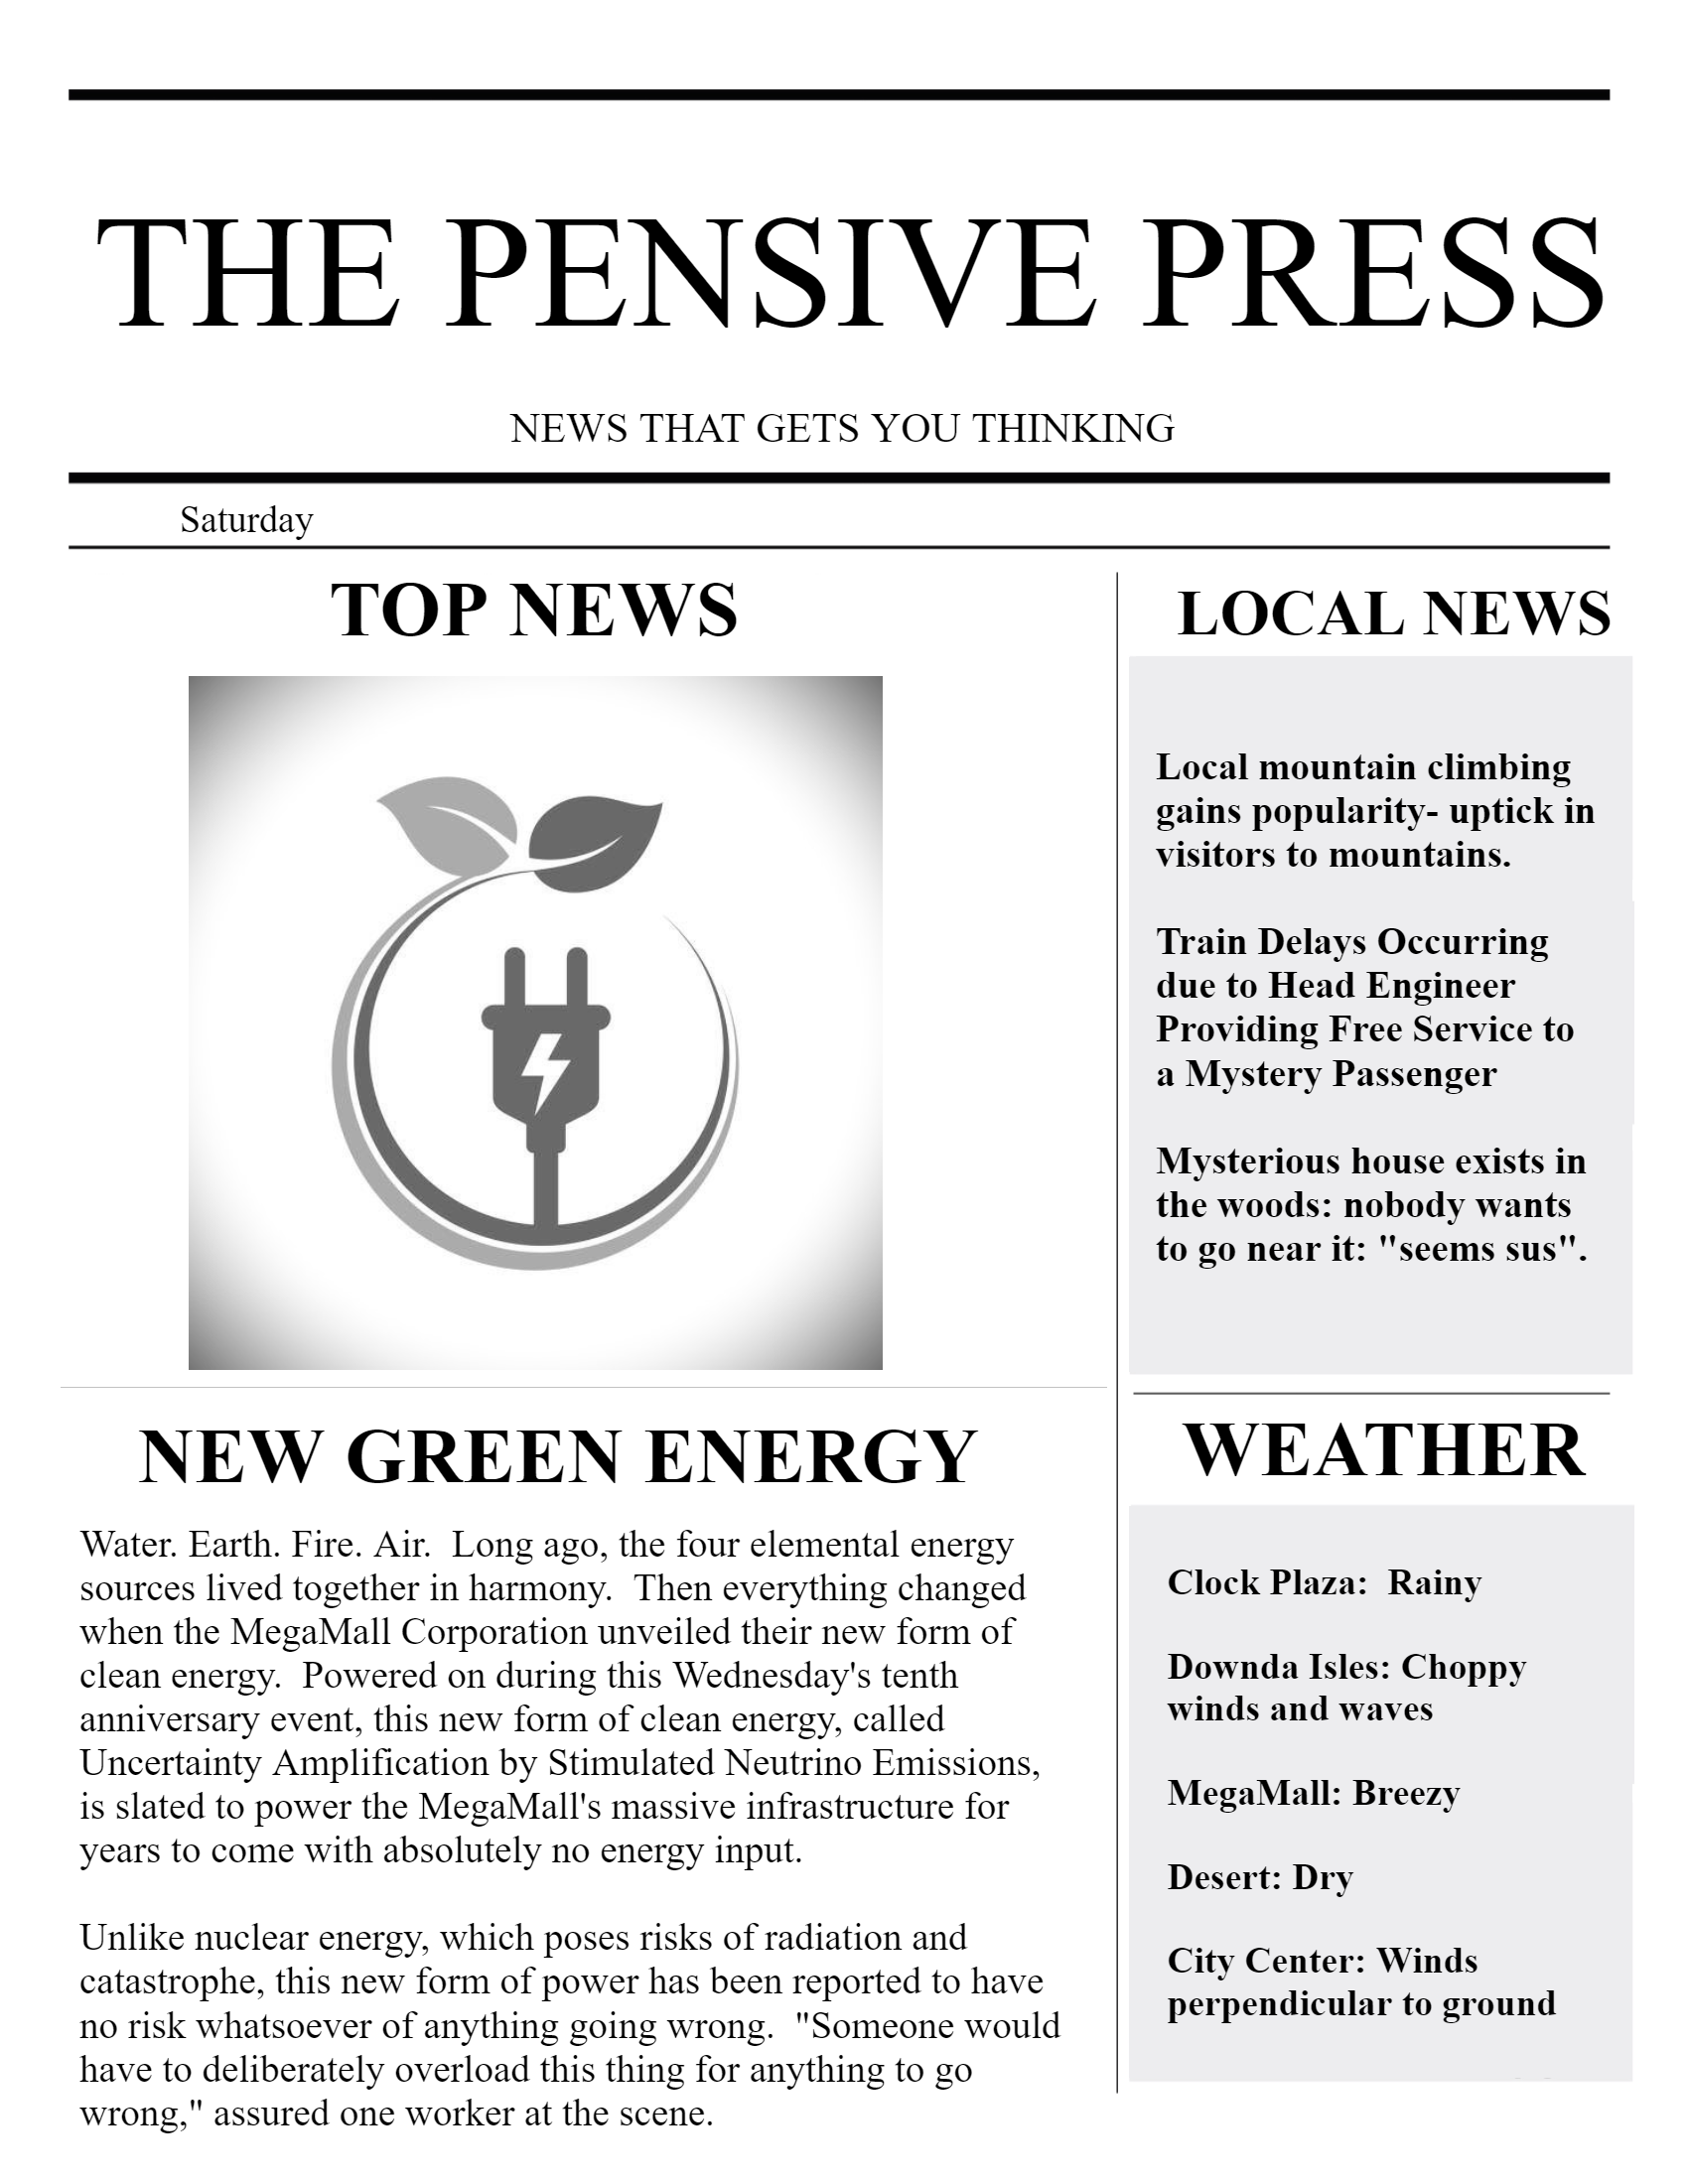 THE PENSIVE PRESS
NEWS THAT GETS YOU THINKING
Saturday
TOP NEWS
NEW GREEN ENERGY
Water. Earth. Fire. Air.  Long ago, the four elemental energy
sources lived together in harmony.  Then everything changed
when the MegaMall Corporation unveiled their new form of
clean energy.  Powered on during this Wednesday's tenth
anniversary event, this new form of clean energy, called
Uncertainty Amplification by Stimulated Neutrino Emissions,
is slated to power the MegaMall's massive infrastructure for
years to come with absolutely no energy input.
Unlike nuclear energy, which poses risks of radiation and
catastrophe, this new form of power has been reported to have
no risk whatsoever of anything going wrong.  "Someone would
have to deliberately overload this thing for anything to go
wrong," assured one worker at the scene.
LOCAL NEWS
Local mountain climbing
gains popularity- uptick in
visitors to mountains.
Train Delays Occurring
due to Head Engineer
Providing Free Service to
a Mystery Passenger
Mysterious house exists in
the woods: nobody wants
to go near it: "seems sus".
WEATHER
Clock Plaza:  Rainy
Downda Isles: Choppy
winds and waves
MegaMall: Breezy
Desert: Dry
City Center: Winds
perpendicular to ground